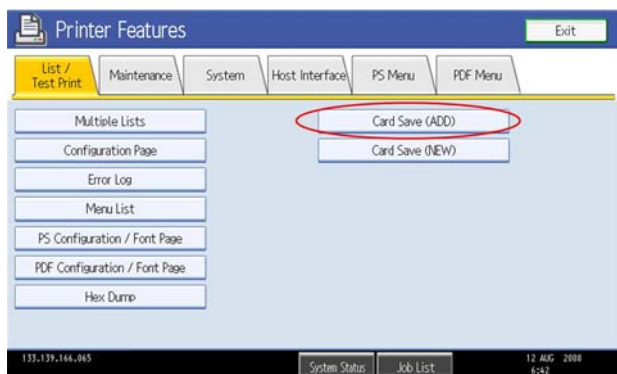 Printer Features
Exit
List /
Test Print
Maintenance
System
Host Interface
PS Menu
PDF Menu
Multiple Lists
Card Save (ADD)
Configuration Page
Card Save (NEW)
Error Log
Menu List
PS Configuration / Font Page
PDF Configuration / Font Page
Hex Dump
133.139.166.065
System Status
Job List
12 AUG 2008
6:42